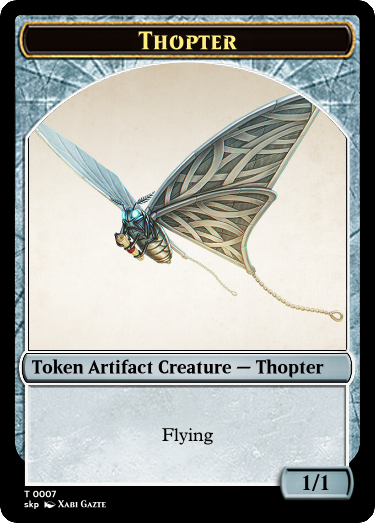 Thopter
Token Artifact Creature — Thopter
Flying
1/1
T 0007
skp Xabi Gazte